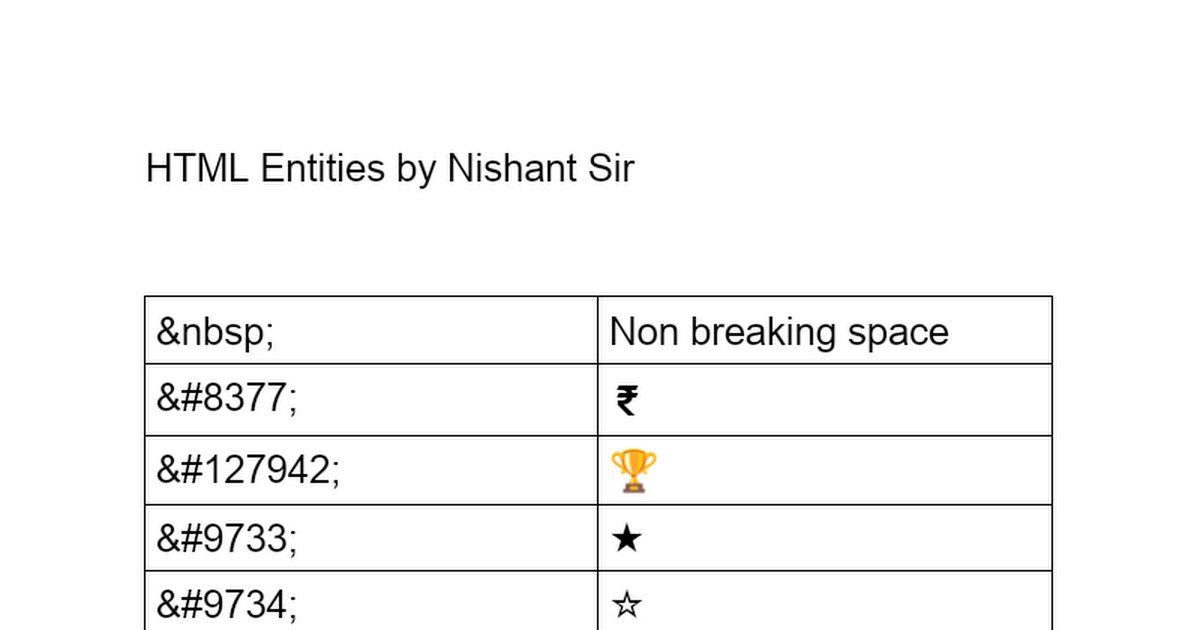 HTML Entities by Nishant Sir
&nbsp; Non breaking space
&#8377; ₹
&#127942; 🏆
&#9733; ★
&#9734; ☆